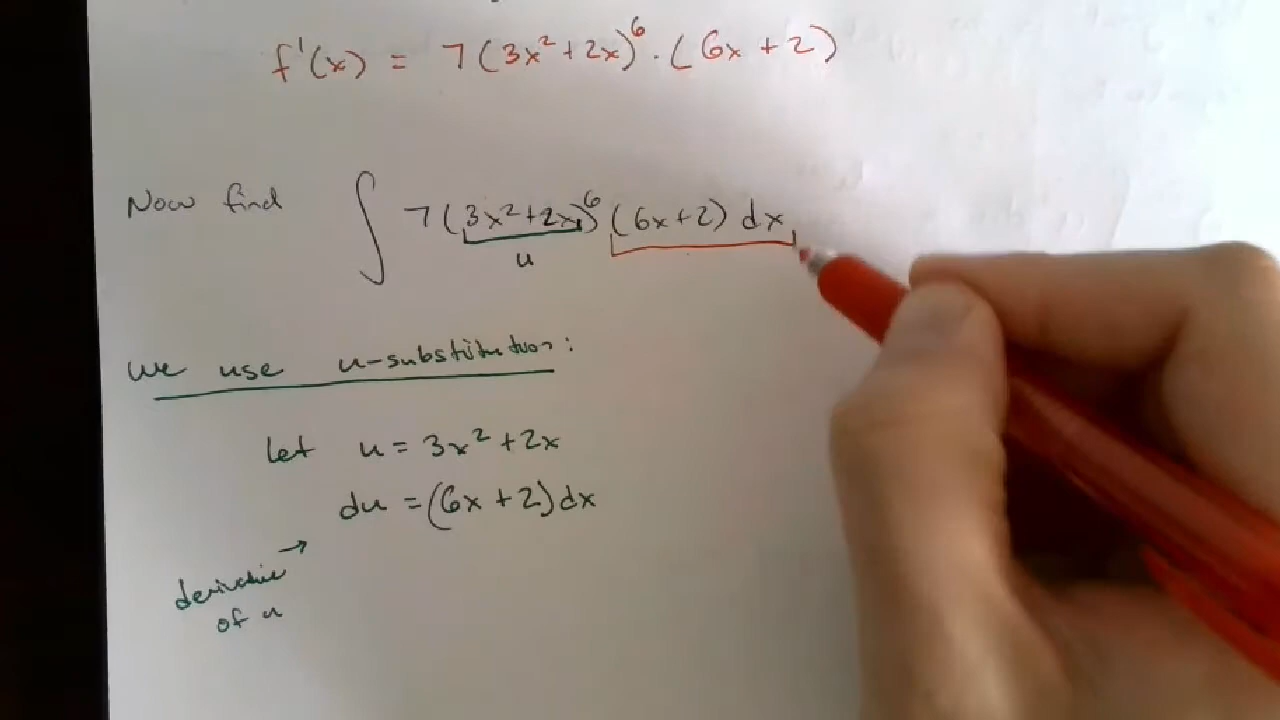 f'(x) = 7(3x²+2x)⁶ · (6x + 2)
Now find ∫ 7(3x²+2x)⁶ (6x+2) dx
u
We use u-substitution:
let u = 3x² + 2x
du = (6x + 2)dx
derivative →
of u